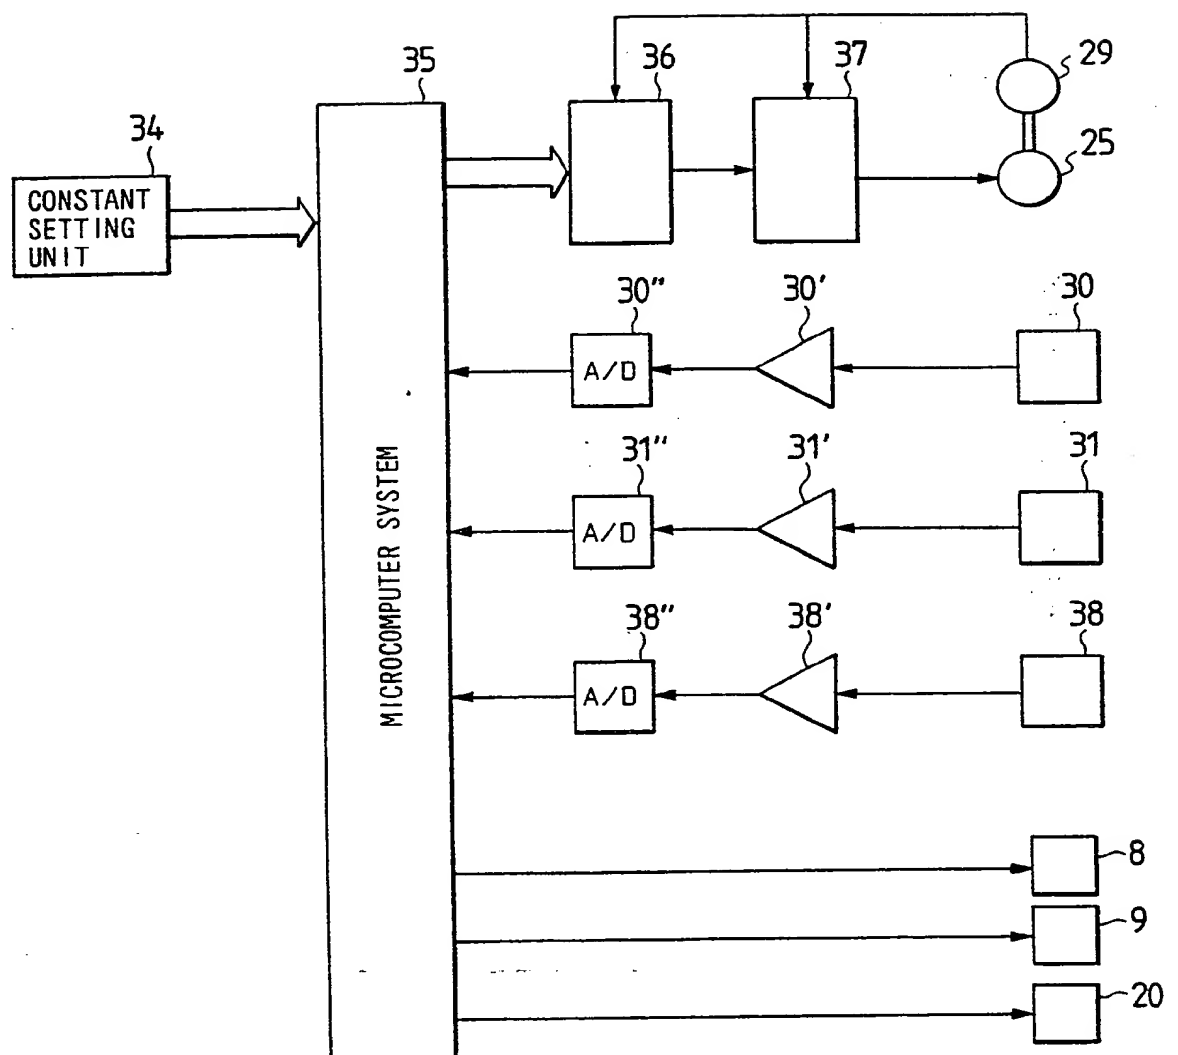 35
36
37
29
34
25
CONSTANT
SETTING
UNIT
30"
30'
30
A/D
31"
31'
31
A/D
MICROCOMPUTER SYSTEM
38"
38'
38
A/D
8
9
20